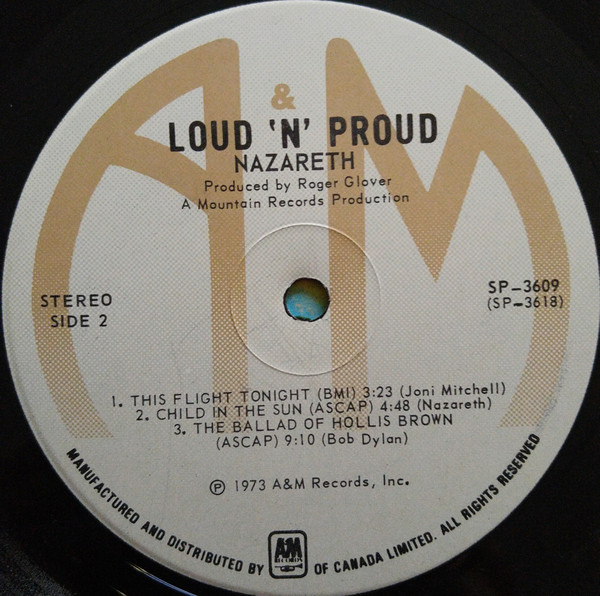 &
LOUD 'N' PROUD
NAZARETH
Produced by Roger Glover
A Mountain Records Production
STEREO
SIDE 2
SP-3609
(SP-3618)
1. THIS FLIGHT TONIGHT (BMI) 3:23 (Joni Mitchell)
2. CHILD IN THE SUN (ASCAP) 4:48 (Nazareth)
3. THE BALLAD OF HOLLIS BROWN
(ASCAP) 9:10 (Bob Dylan)
℗ 1973 A&M Records, Inc.
MANUFACTURED AND DISTRIBUTED BY A&M RECORDS OF CANADA LIMITED. ALL RIGHTS RESERVED